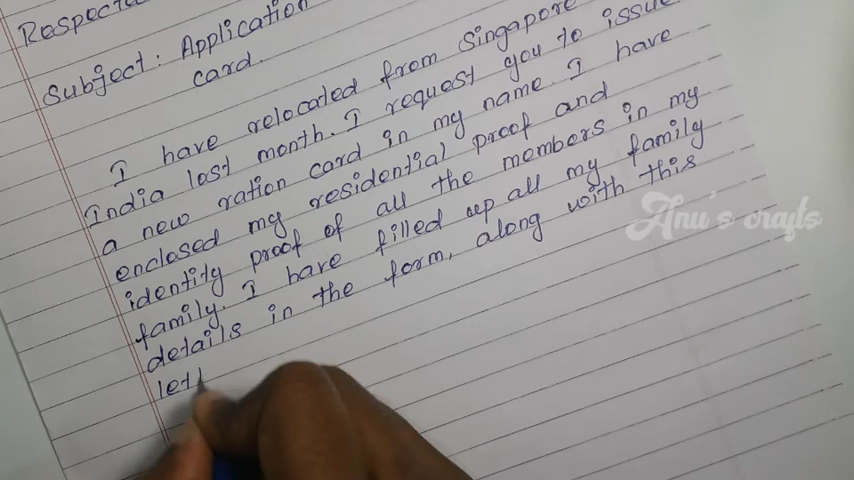 Respecte
Subject: Application
card.
I have relocated from Singapore
India last month. I request you to issue
a new ration card in my name. I have
enclosed my residential proof and
identity proof of all the members in my
family. I have filled up all my family
details in the form, along with this
lett
Anu's crafts